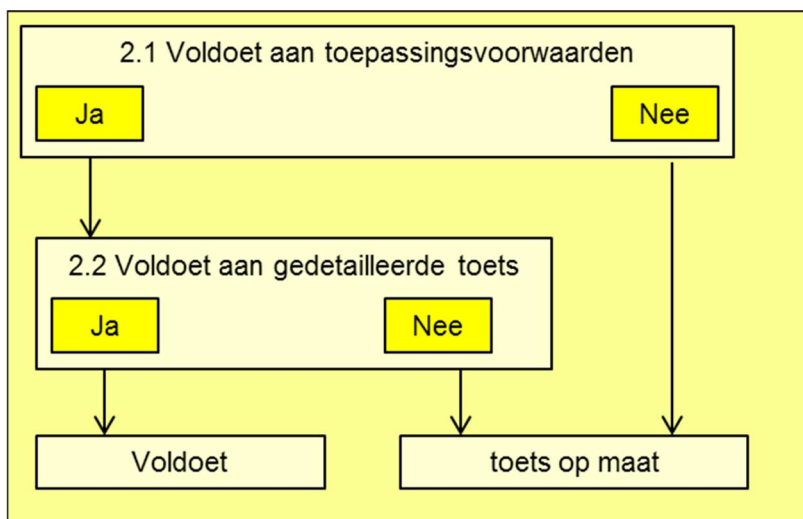 2.1 Voldoet aan toepassingsvoorwaarden
Ja
Nee
2.2 Voldoet aan gedetailleerde toets
Ja
Nee
Voldoet
toets op maat